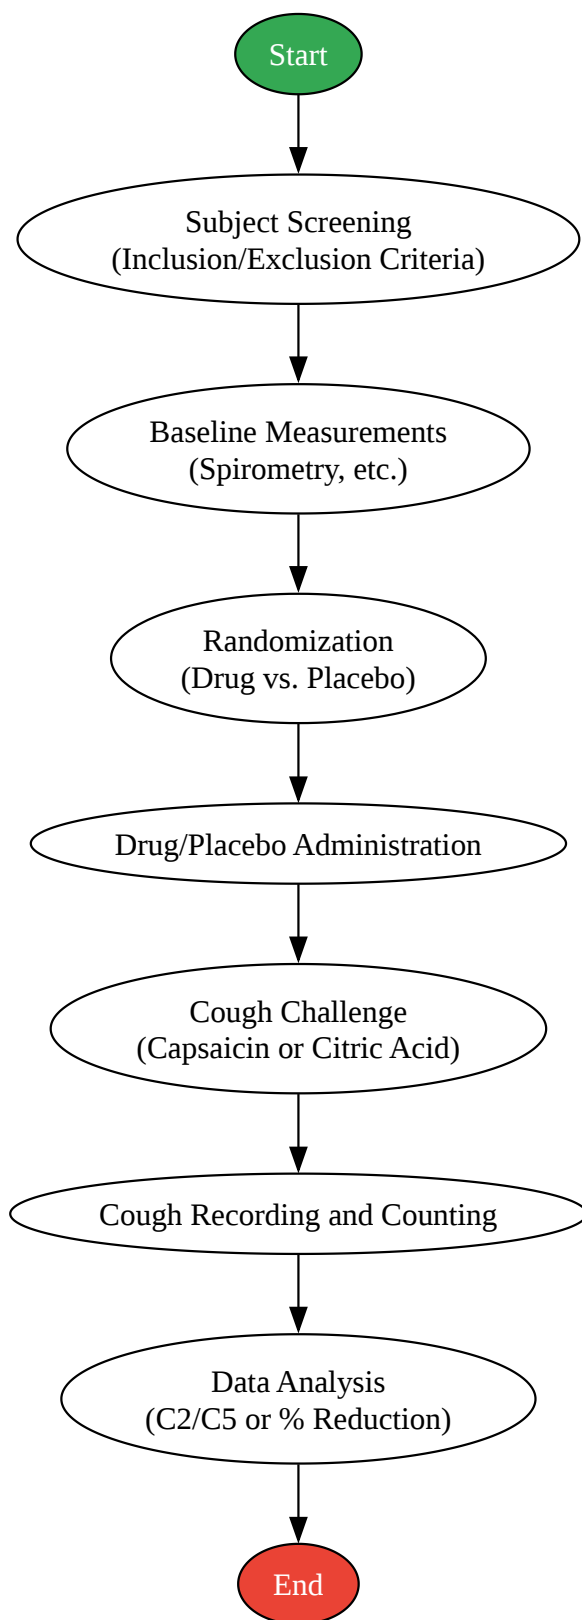 Start
Subject Screening
(Inclusion/Exclusion Criteria)
Baseline Measurements
(Spirometry, etc.)
Randomization
(Drug vs. Placebo)
Drug/Placebo Administration
Cough Challenge
(Capsaicin or Citric Acid)
Cough Recording and Counting
Data Analysis
(C2/C5 or % Reduction)
End